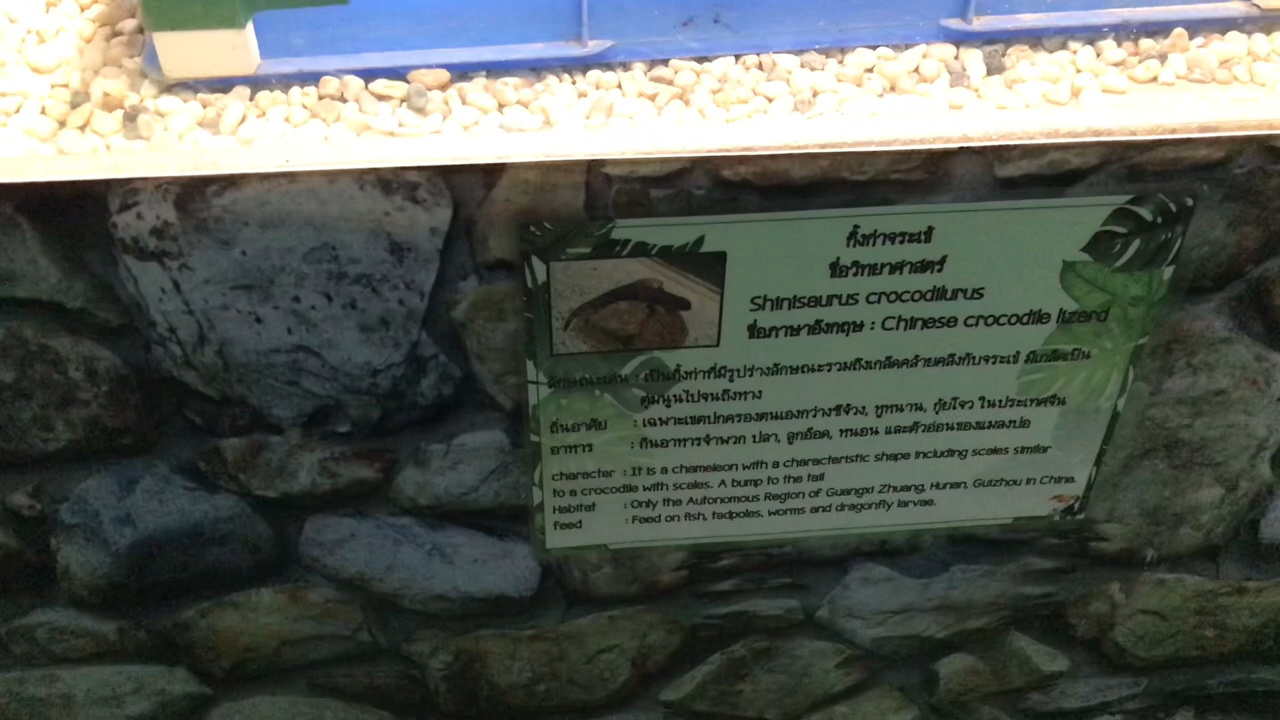 กิ้งก่าจระเข้
ชื่อวิทยาศาสตร์
Shinisaurus crocodilurus
ชื่อภาษาอังกฤษ : Chinese crocodile lizard
ลักษณะเด่น : เป็นกิ้งก่าที่มีรูปร่างลักษณะรวมถึงเกล็ดคล้ายคลึงกับจระเข้ มีเกล็ดเป็น
ตุ่มนูนไปจนถึงหาง
ถิ่นอาศัย : เฉพาะเขตปกครองตนเองกว่างซีจ้วง, หูหนาน, กุ้ยโจว ในประเทศจีน
อาหาร : กินอาหารจำพวก ปลา, ลูกอ๊อด, หนอน และตัวอ่อนของแมลงปอ
character : It is a chameleon with a characteristic shape including scales similar
to a crocodile with scales. A bump to the tail
Habitat : Only the Autonomous Region of Guangxi Zhuang, Hunan, Guizhou in China.
feed : Feed on fish, tadpoles, worms and dragonfly larvae.